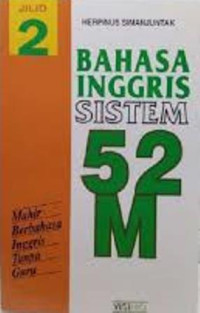 JILID
2
HERPINUS SIMANJUNTAK
BAHASA
INGGRIS
SISTEM
52
M
Mahir
Berbahasa
Inggris
Tanpa
Guru